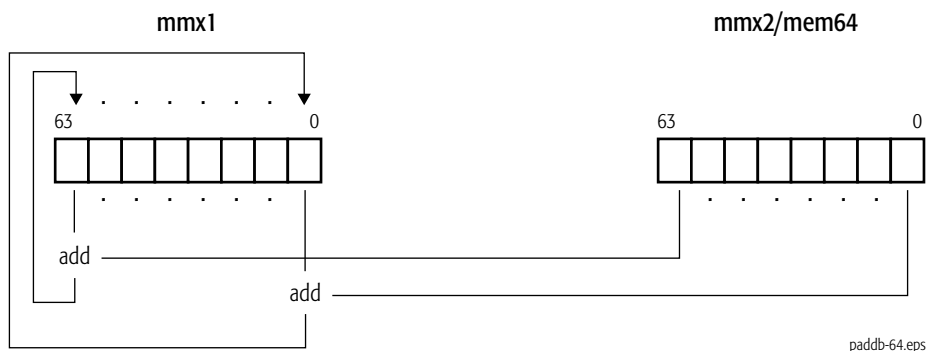 mmx1 mmx2/mem64
. . . . . .
63 0 63 0
. . . . . . . . . . . .
add
add
paddb-64.eps